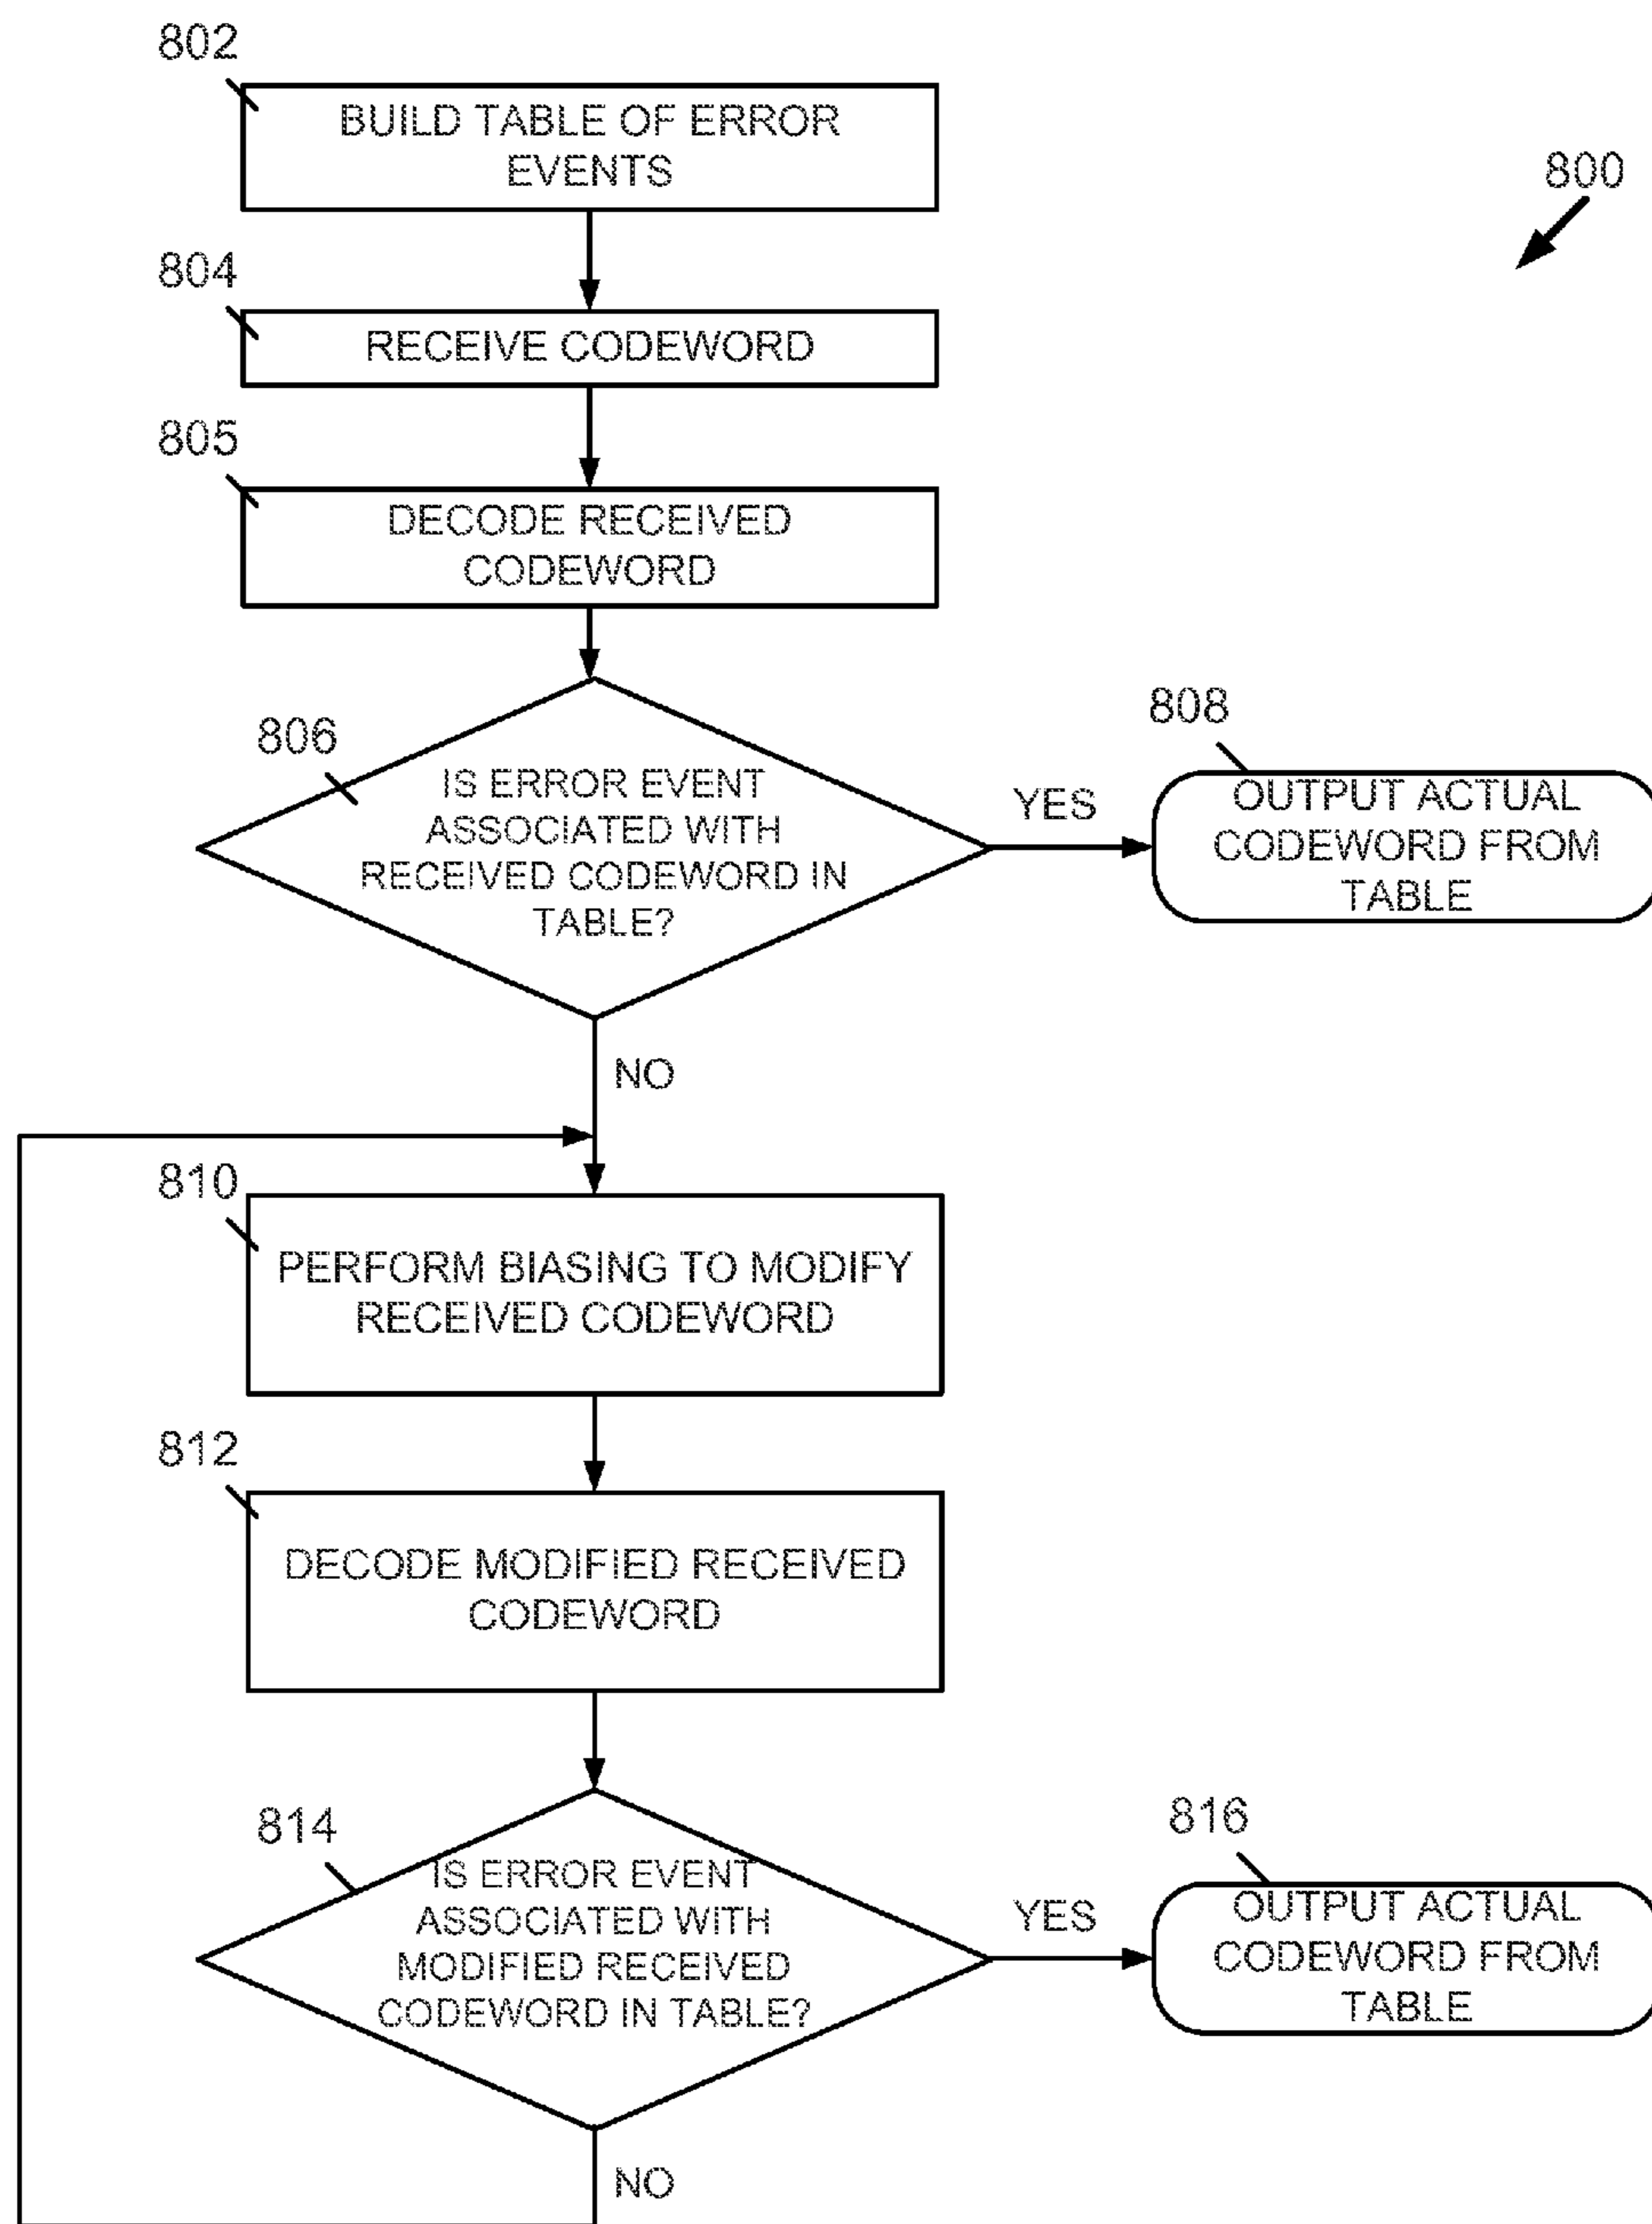 802
BUILD TABLE OF ERROR
EVENTS
800
804
RECEIVE CODEWORD
805
DECODE RECEIVED
CODEWORD
806
IS ERROR EVENT
ASSOCIATED WITH
RECEIVED CODEWORD IN
TABLE?
YES
808
OUTPUT ACTUAL
CODEWORD FROM
TABLE
NO
810
PERFORM BIASING TO MODIFY
RECEIVED CODEWORD
812
DECODE MODIFIED RECEIVED
CODEWORD
814
IS ERROR EVENT
ASSOCIATED WITH
MODIFIED RECEIVED
CODEWORD IN TABLE?
YES
816
OUTPUT ACTUAL
CODEWORD FROM
TABLE
NO